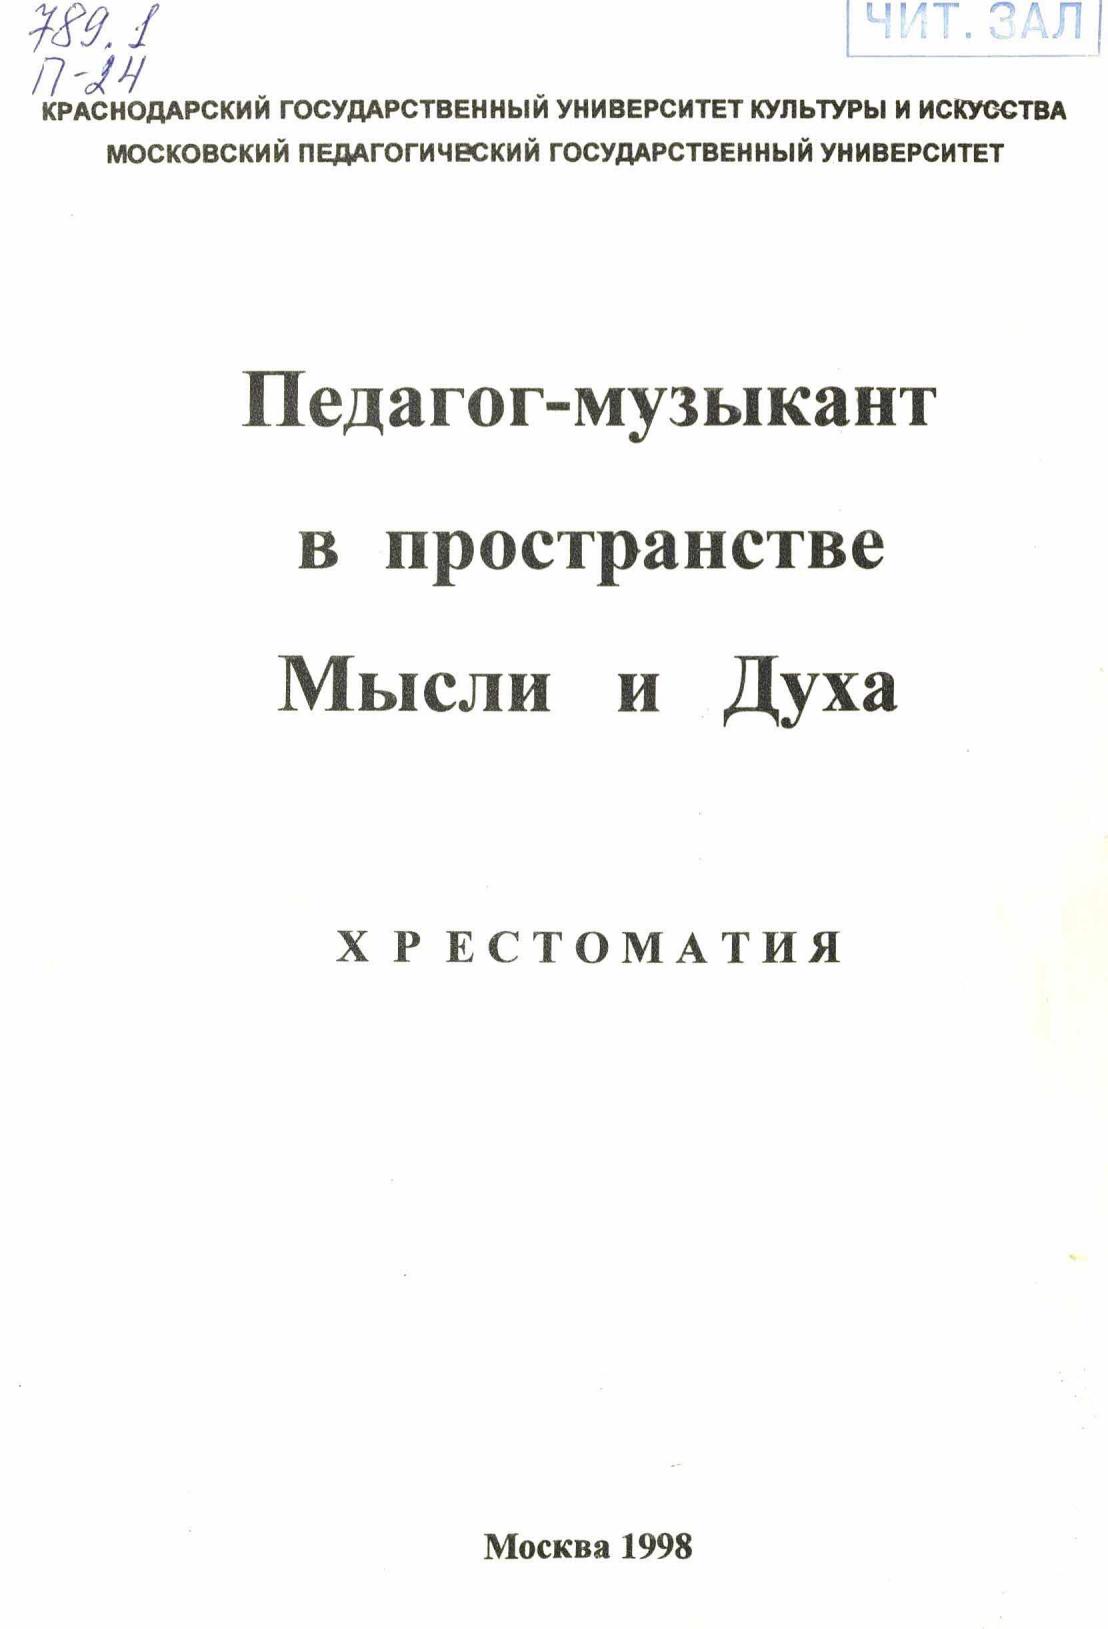 789.1
П-24
ЧИТ. ЗАЛ
КРАСНОДАРСКИЙ ГОСУДАРСТВЕННЫЙ УНИВЕРСИТЕТ КУЛЬТУРЫ И ИСКУССТВА
МОСКОВСКИЙ ПЕДАГОГИЧЕСКИЙ ГОСУДАРСТВЕННЫЙ УНИВЕРСИТЕТ
Педагог-музыкант
в пространстве
Мысли и Духа
ХРЕСТОМАТИЯ
Москва 1998